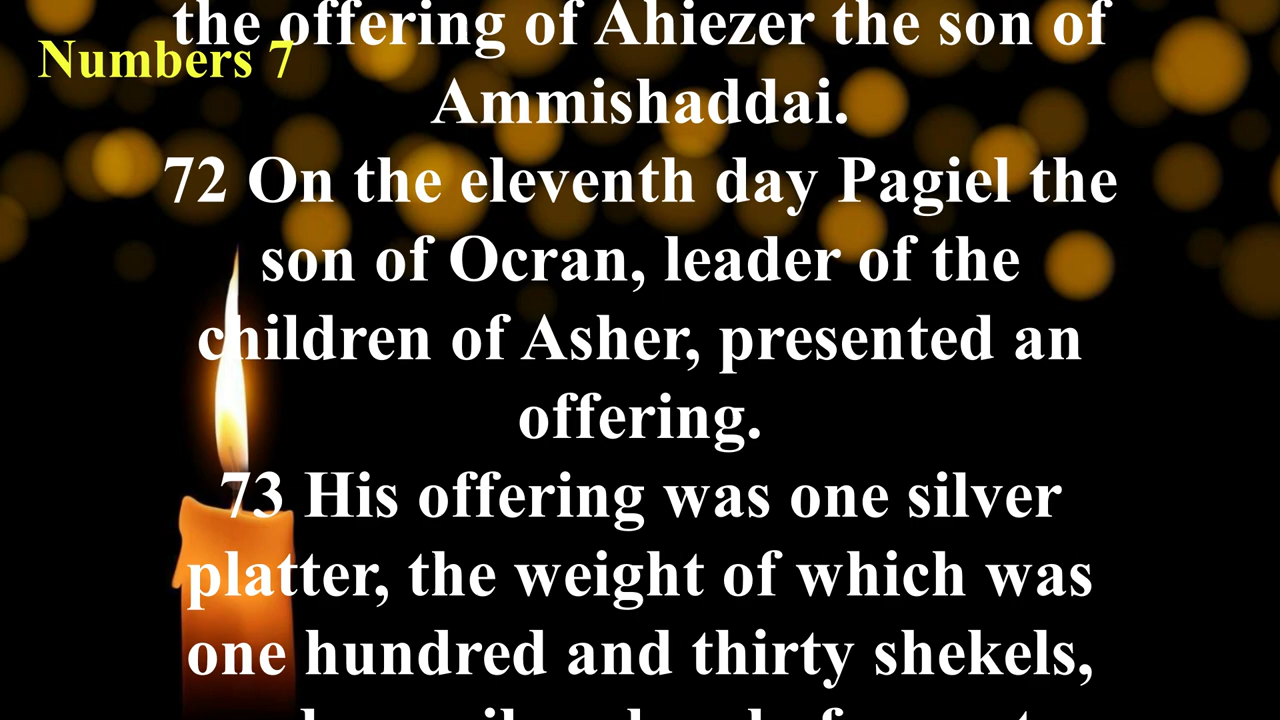 the offering of Ahiezer the son of
Numbers 7
Ammishaddai.
72 On the eleventh day Pagiel the
son of Ocran, leader of the
children of Asher, presented an
offering.
73 His offering was one silver
platter, the weight of which was
one hundred and thirty shekels,